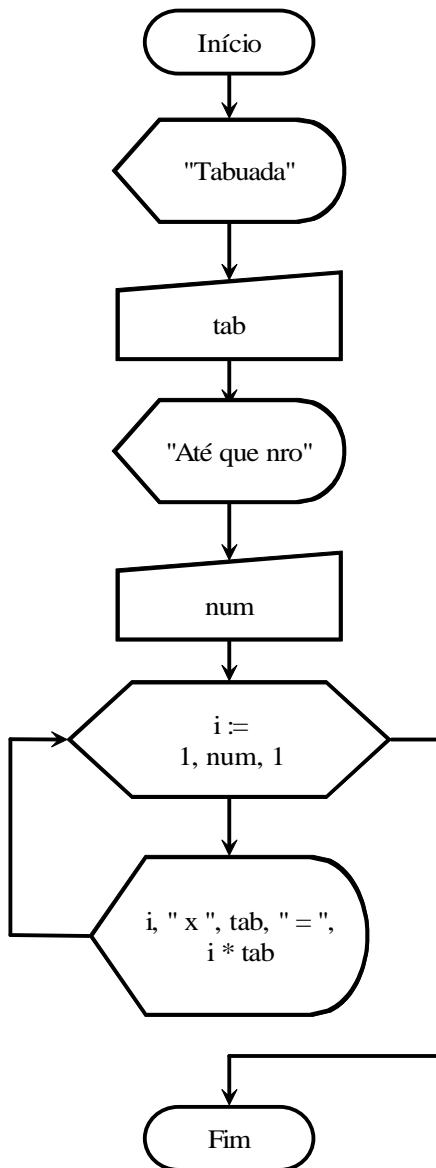 Início
"Tabuada"
tab
"Até que nro"
num
i :=
1, num, 1
i, " x ", tab, " = ",
i * tab
Fim